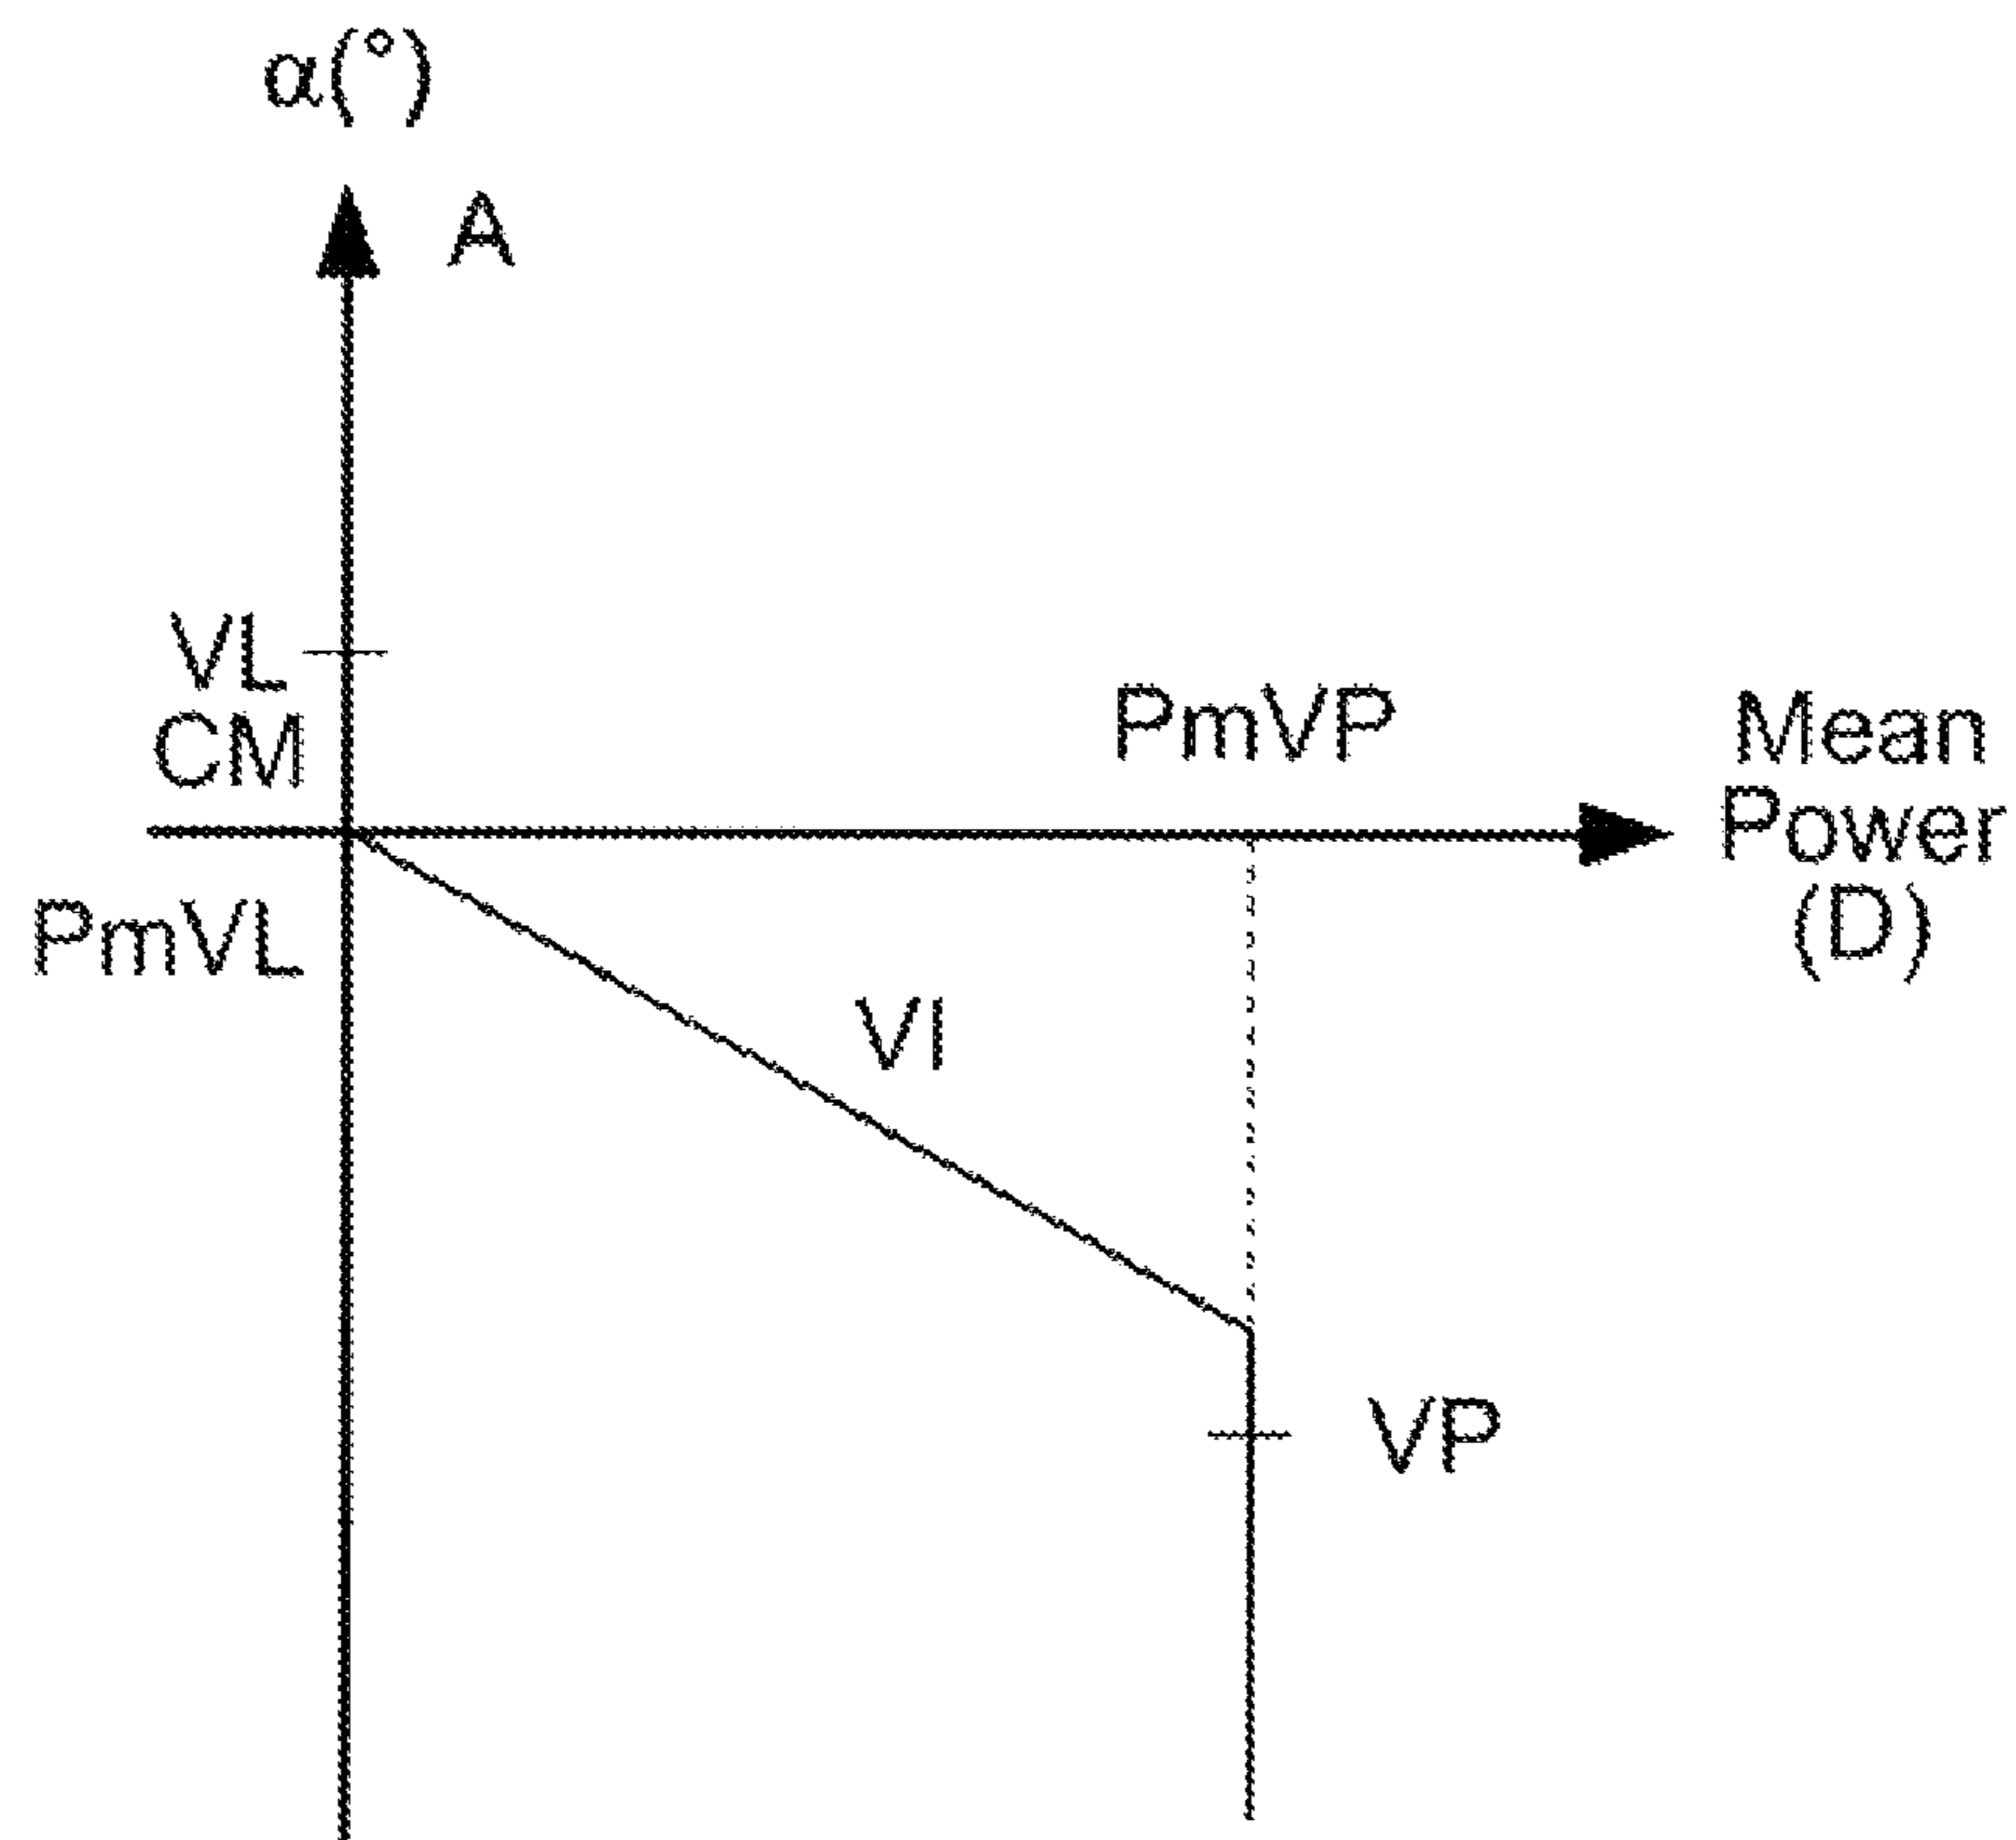 α(°)
A
VL
CM
PmVP
Mean
Power
(D)
PmVL
VI
VP